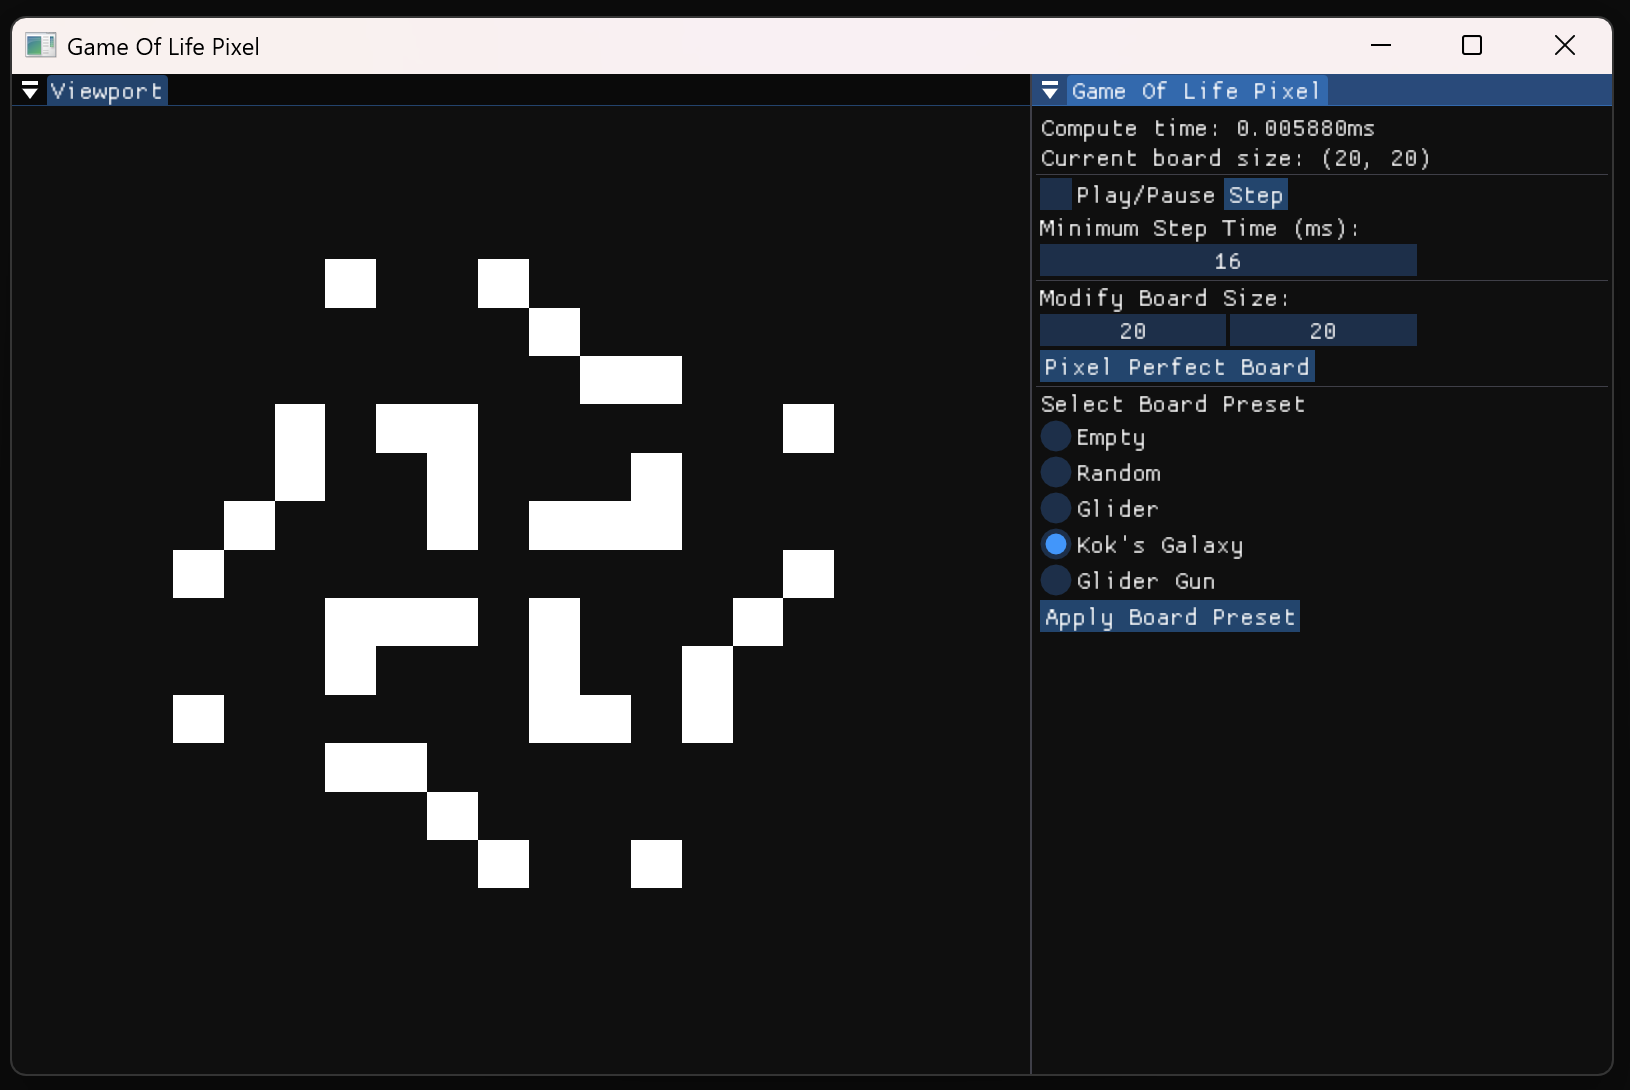 Game Of Life Pixel
Viewport
Game Of Life Pixel
Compute time: 0.005880ms
Current board size: (20, 20)
Play/Pause Step
Minimum Step Time (ms):
16
Modify Board Size:
20 20
Pixel Perfect Board
Select Board Preset
Empty
Random
Glider
Kok's Galaxy
Glider Gun
Apply Board Preset